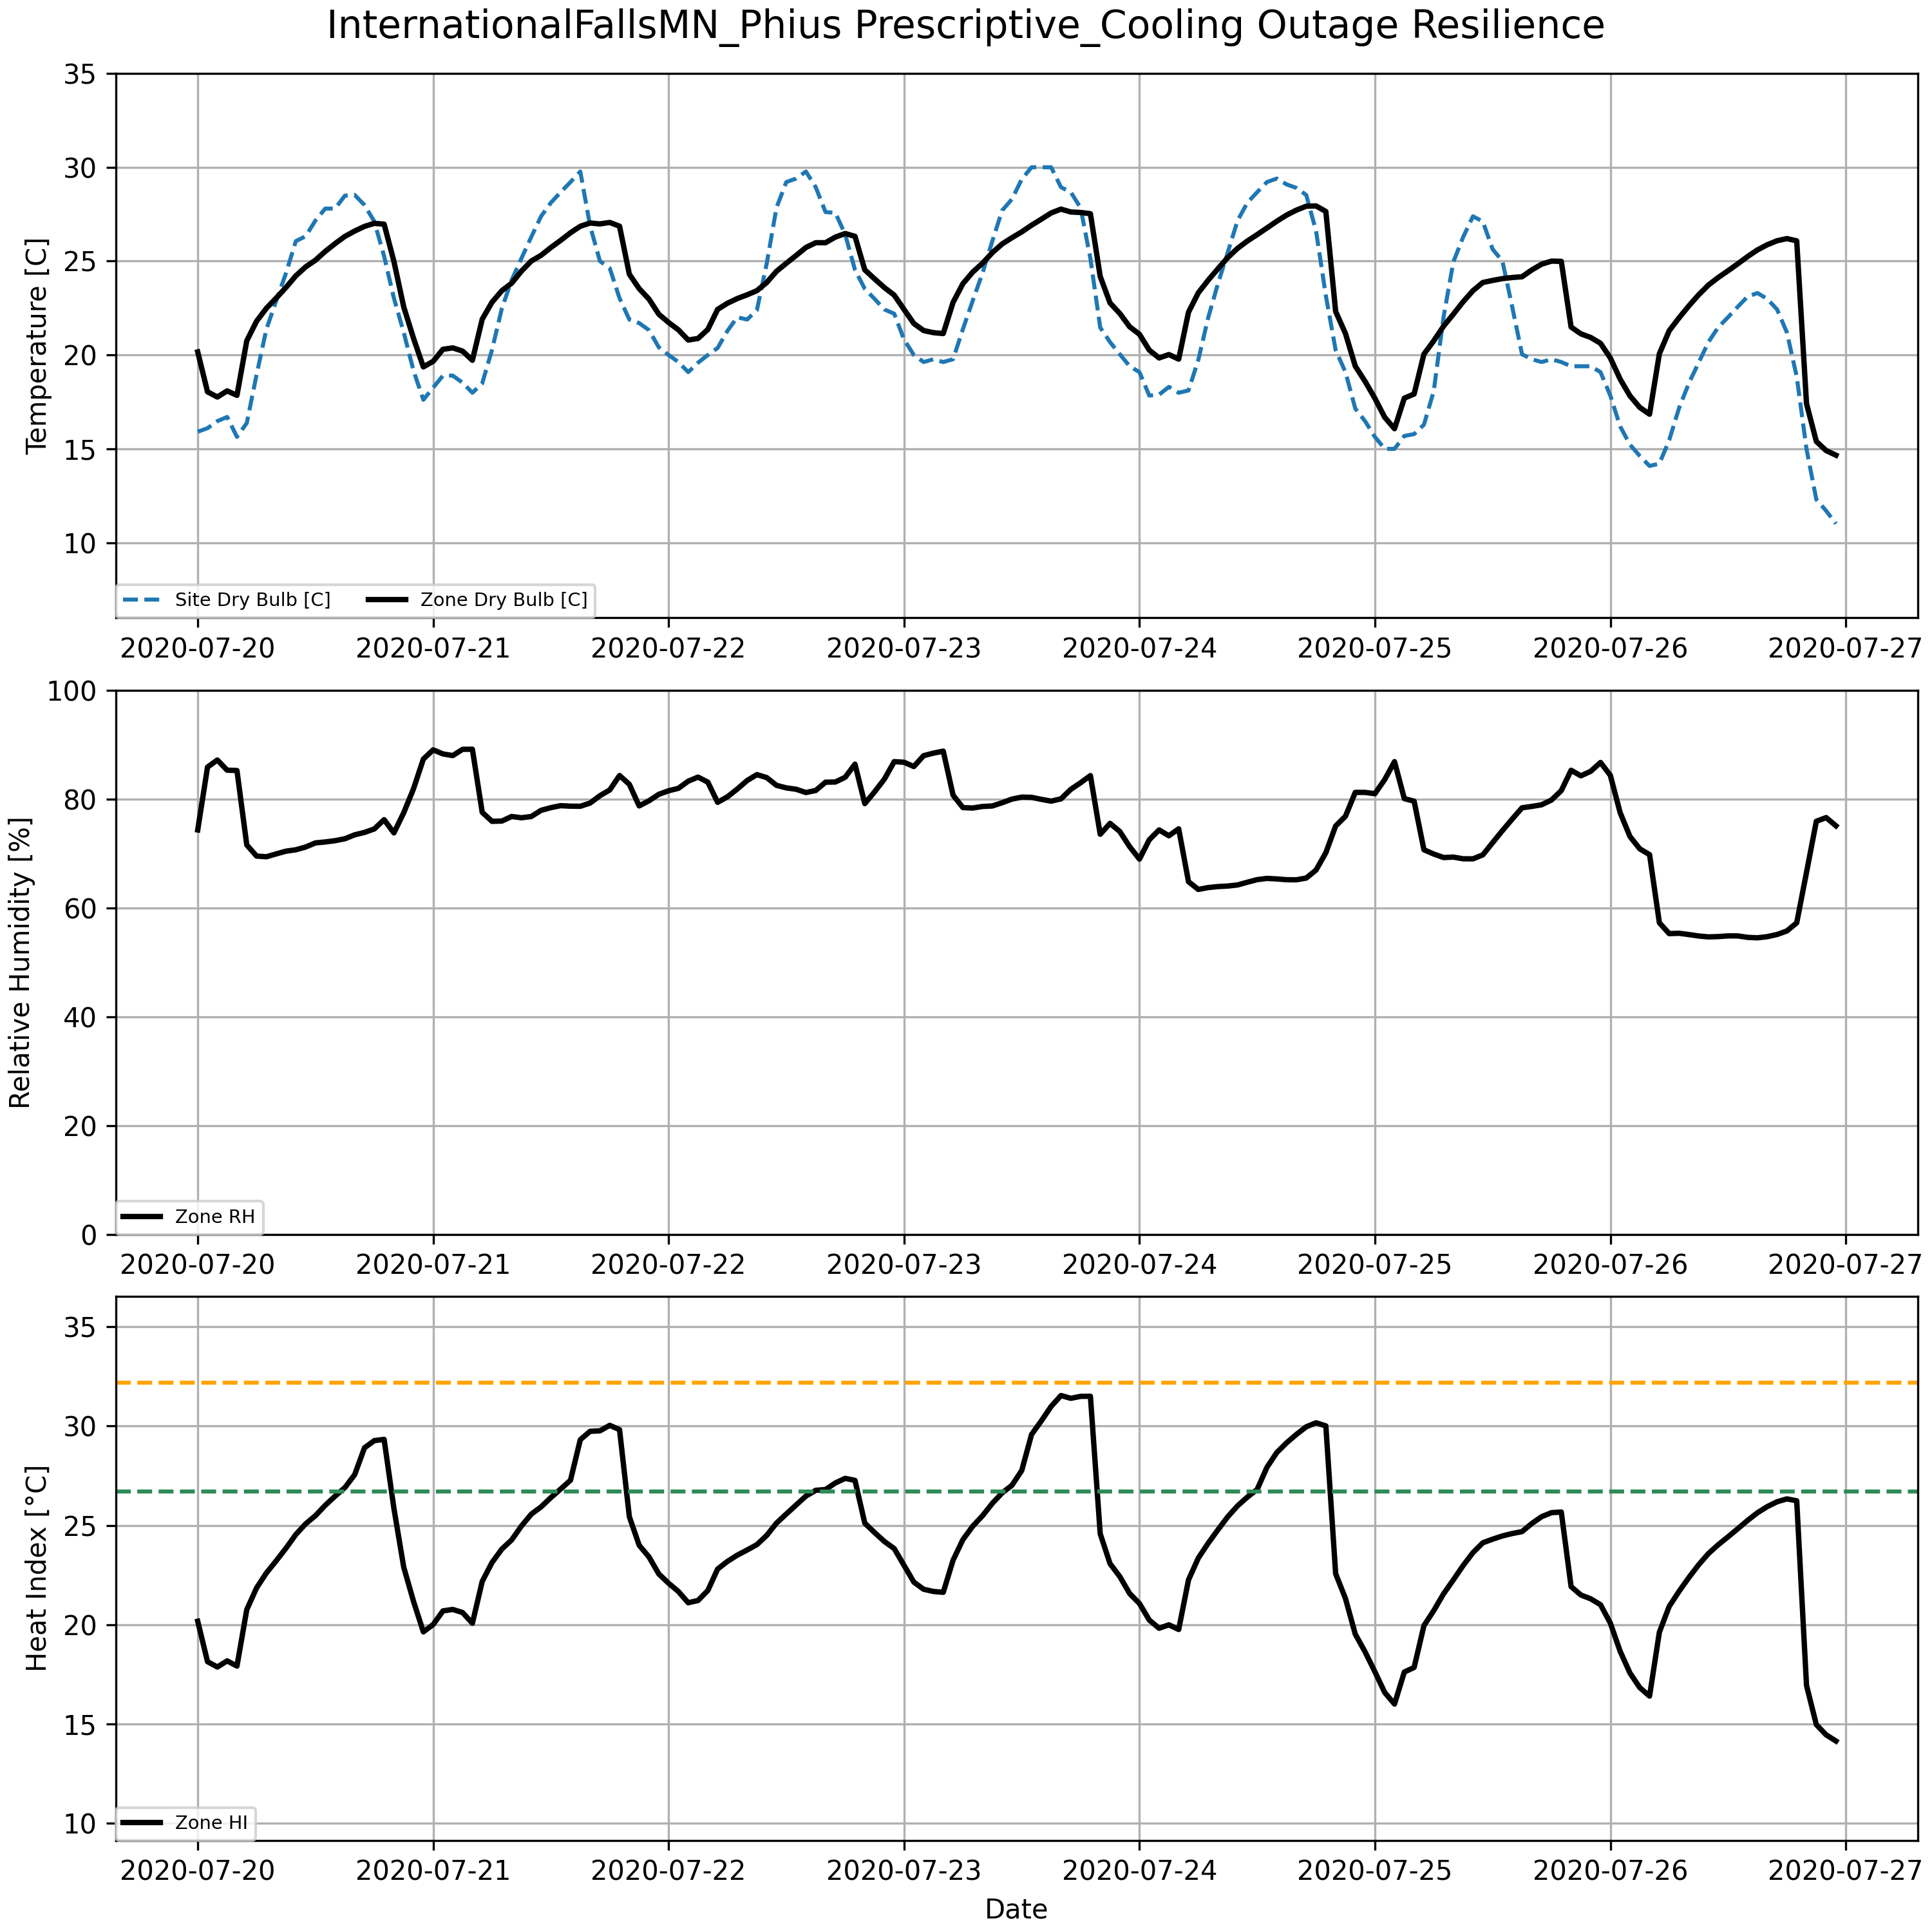 InternationalFallsMN_Phius Prescriptive_Cooling Outage Resilience
35
30
25
20
15
10
Temperature [C]
Site Dry Bulb [C] Zone Dry Bulb [C]
2020-07-20 2020-07-21 2020-07-22 2020-07-23 2020-07-24 2020-07-25 2020-07-26 2020-07-27
100
80
60
40
20
0
Relative Humidity [%]
Zone RH
2020-07-20 2020-07-21 2020-07-22 2020-07-23 2020-07-24 2020-07-25 2020-07-26 2020-07-27
35
30
25
20
15
10
Heat Index [°C]
Zone HI
2020-07-20 2020-07-21 2020-07-22 2020-07-23 2020-07-24 2020-07-25 2020-07-26 2020-07-27
Date